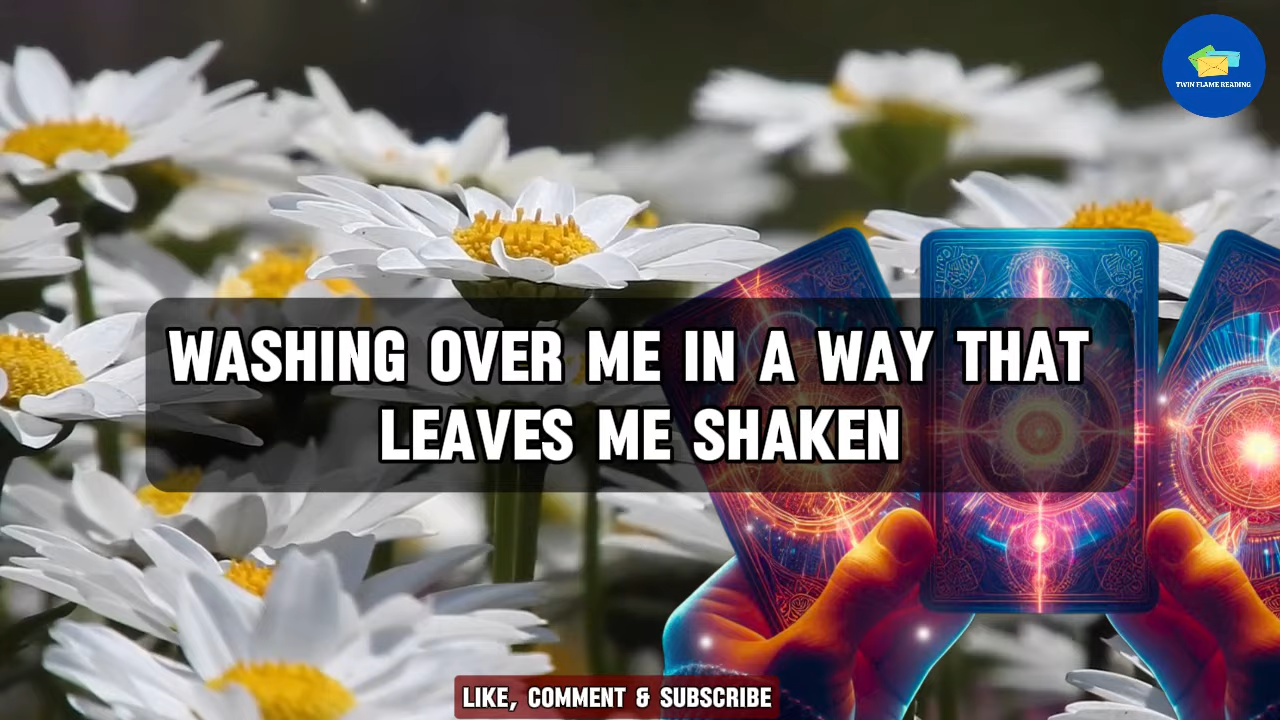 TWIN FLAME READING
WASHING OVER ME IN A WAY THAT
LEAVES ME SHAKEN
LIKE, COMMENT & SUBSCRIBE